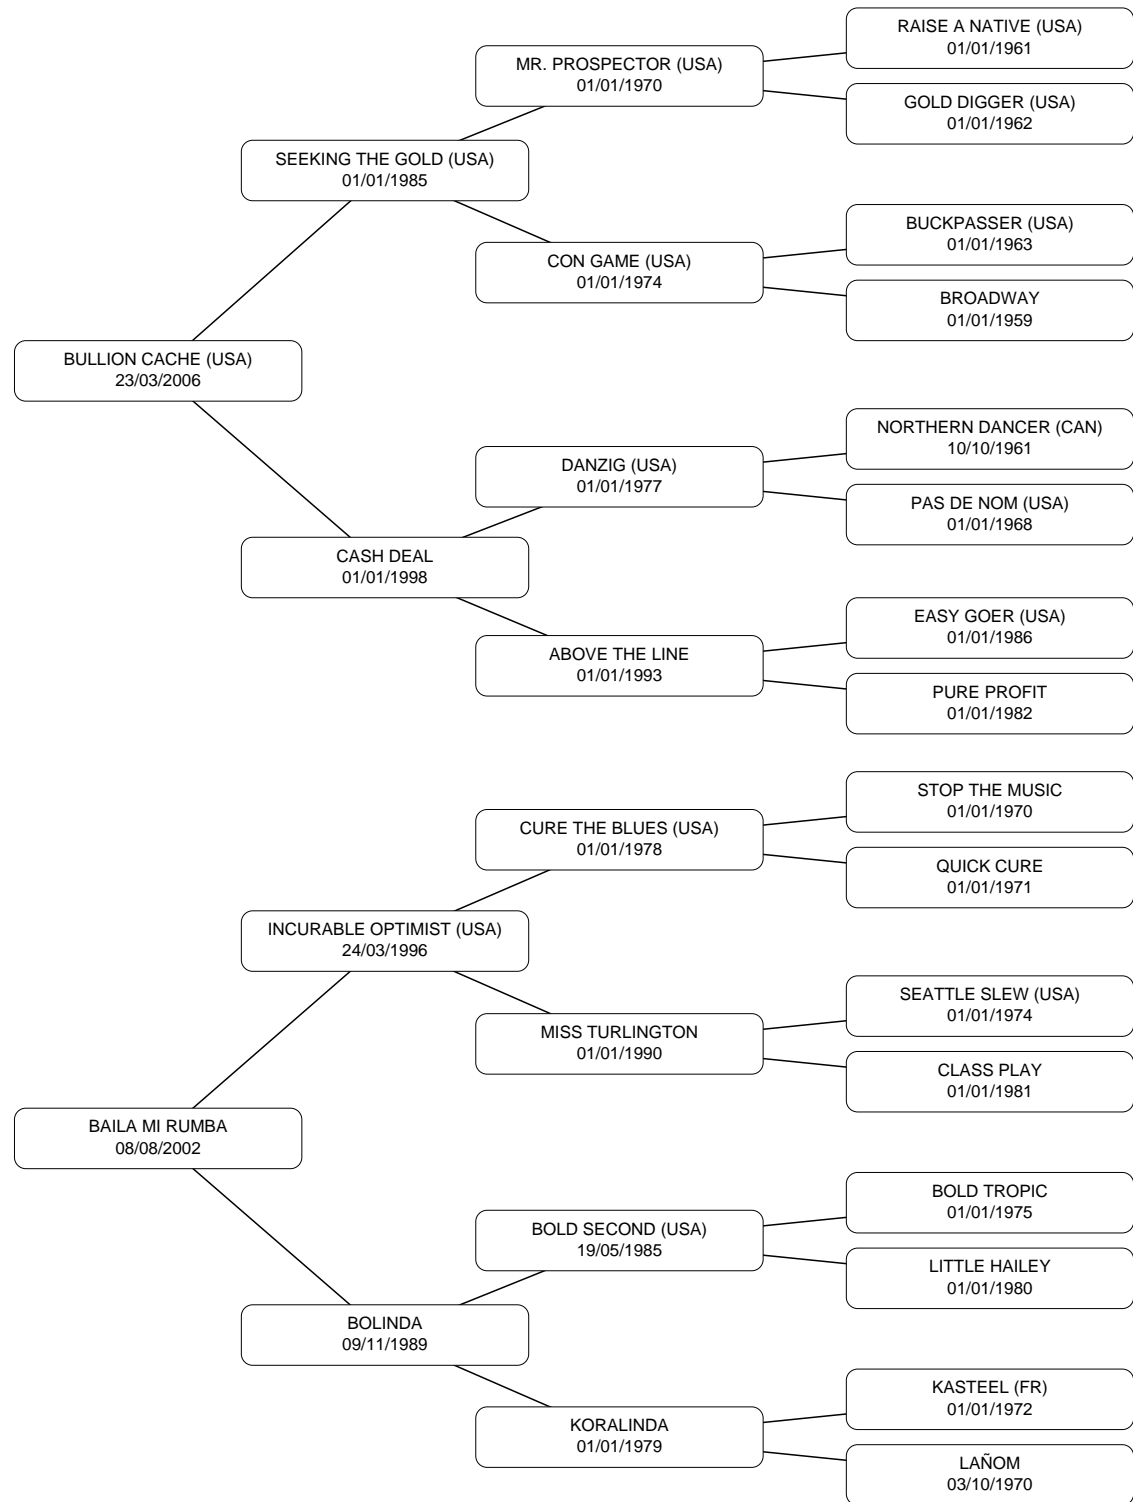 RAISE A NATIVE (USA)
01/01/1961
MR. PROSPECTOR (USA)
01/01/1970
GOLD DIGGER (USA)
01/01/1962
SEEKING THE GOLD (USA)
01/01/1985
BUCKPASSER (USA)
01/01/1963
CON GAME (USA)
01/01/1974
BROADWAY
01/01/1959
BULLION CACHE (USA)
23/03/2006
NORTHERN DANCER (CAN)
10/10/1961
DANZIG (USA)
01/01/1977
PAS DE NOM (USA)
01/01/1968
CASH DEAL
01/01/1998
EASY GOER (USA)
01/01/1986
ABOVE THE LINE
01/01/1993
PURE PROFIT
01/01/1982
STOP THE MUSIC
01/01/1970
CURE THE BLUES (USA)
01/01/1978
QUICK CURE
01/01/1971
INCURABLE OPTIMIST (USA)
24/03/1996
SEATTLE SLEW (USA)
01/01/1974
MISS TURLINGTON
01/01/1990
CLASS PLAY
01/01/1981
BAILA MI RUMBA
08/08/2002
BOLD TROPIC
01/01/1975
BOLD SECOND (USA)
19/05/1985
LITTLE HAILEY
01/01/1980
BOLINDA
09/11/1989
KASTEEL (FR)
01/01/1972
KORALINDA
01/01/1979
LAÑOM
03/10/1970